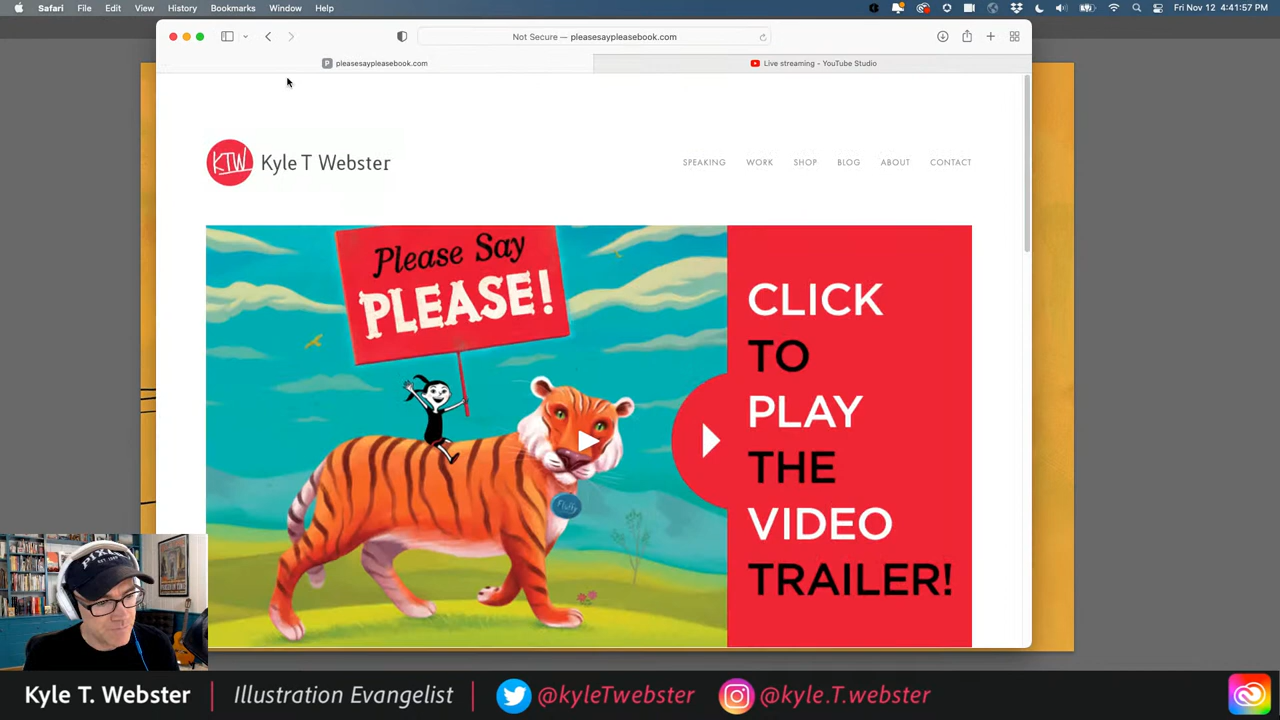 Safari File Edit View History Bookmarks Window Help
Fri Nov 12 4:41:57 PM
Not Secure — pleasesaypleasebook.com
P pleasesaypleasebook.com
Live streaming - YouTube Studio
KTW Kyle T Webster
SPEAKING WORK SHOP BLOG ABOUT CONTACT
Please Say
PLEASE!
Fluffy
CLICK
TO
PLAY
THE
VIDEO
TRAILER!
Kyle T. Webster | Illustration Evangelist @kyleTwebster | @kyle.T.webster